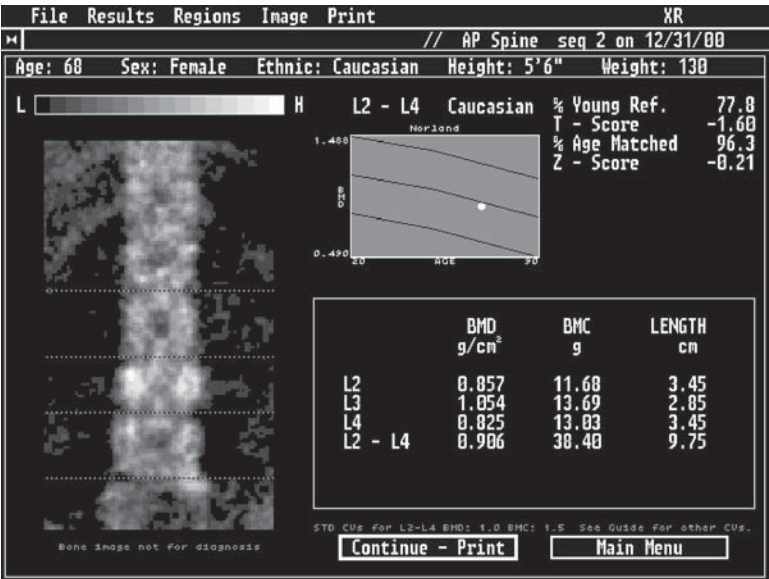 File Results Regions Image Print XR
// AP Spine seq 2 on 12/31/00
Age: 68 Sex: Female Ethnic: Caucasian Height: 5'6" Weight: 130
L H
L2 - L4 Caucasian
Norland
1.488
BMD
0.490
20 AGE 90
% Young Ref. 77.8
T - Score -1.60
% Age Matched 96.3
Z - Score -0.21
BMD BMC LENGTH
g/cm² g cm
L2 0.857 11.68 3.45
L3 1.054 13.69 2.85
L4 0.825 13.03 3.45
L2 - L4 0.906 38.40 9.75
STD CVs for L2-L4 BMD: 1.0 BMC: 1.5 See Guide for other CVs.
Bone image not for diagnosis
Continue - Print Main Menu